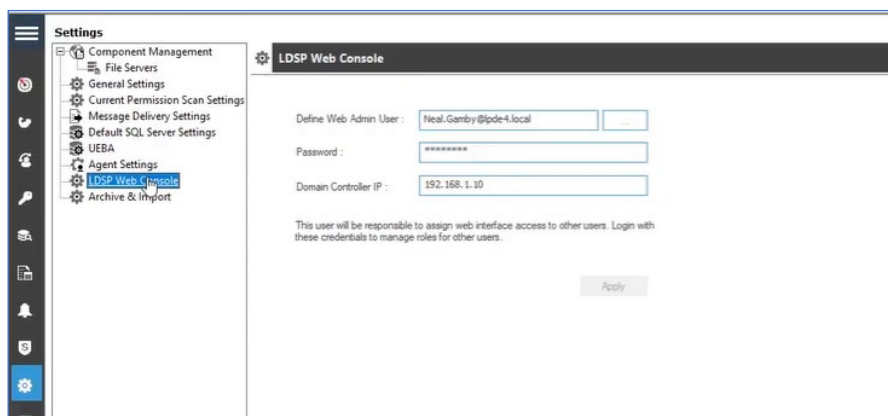 Settings
Component Management
File Servers
General Settings
Current Permission Scan Settings
Message Delivery Settings
Default SQL Server Settings
UEBA
Agent Settings
LDSP Web Console
Archive & Import
LDSP Web Console
Define Web Admin User :
Neal.Gamby@lpde4.local
...
Password :
********
Domain Controller IP :
192.168.1.10
This user will be responsible to assign web interface access to other users. Login with
these credentials to manage roles for other users.
Apply